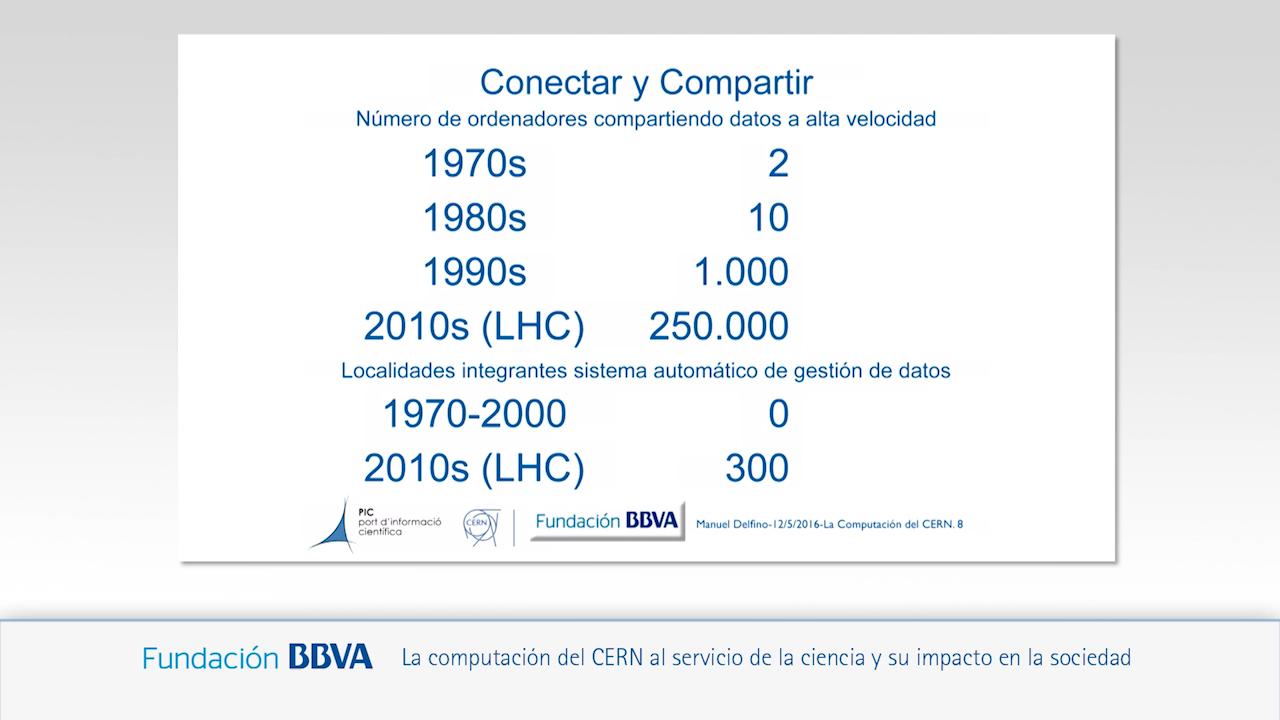 Conectar y Compartir
Número de ordenadores compartiendo datos a alta velocidad
1970s 2
1980s 10
1990s 1.000
2010s (LHC) 250.000
Localidades integrantes sistema automático de gestión de datos
1970-2000 0
2010s (LHC) 300
PIC
port d'informació
científica
CERN
Fundación BBVA
Manuel Delfino-12/5/2016-La Computación del CERN. 8
Fundación BBVA La computación del CERN al servicio de la ciencia y su impacto en la sociedad